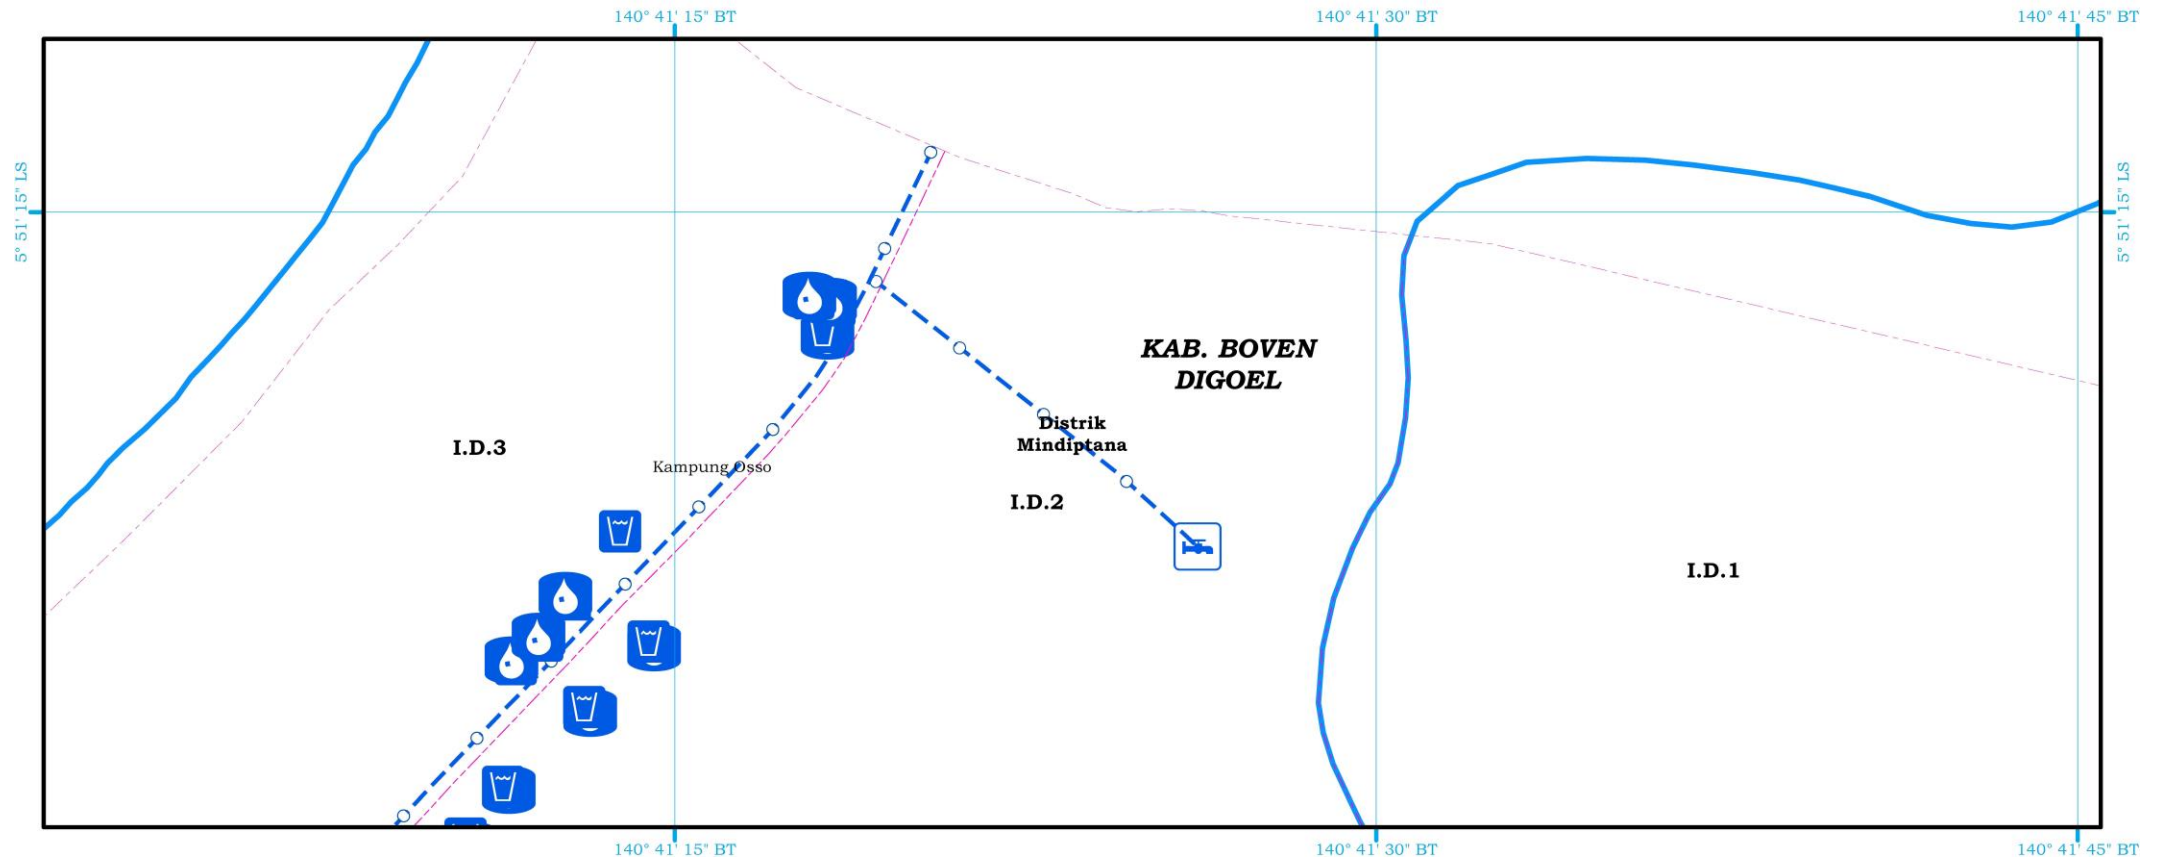 140° 41' 15" BT
140° 41' 30" BT
140° 41' 45" BT
5° 51' 15" LS
5° 51' 15" LS
KAB. BOVEN
DIGOEL
Distrik
Mindiptana
I.D.3
Kampung Osso
I.D.2
I.D.1
140° 41' 15" BT
140° 41' 30" BT
140° 41' 45" BT